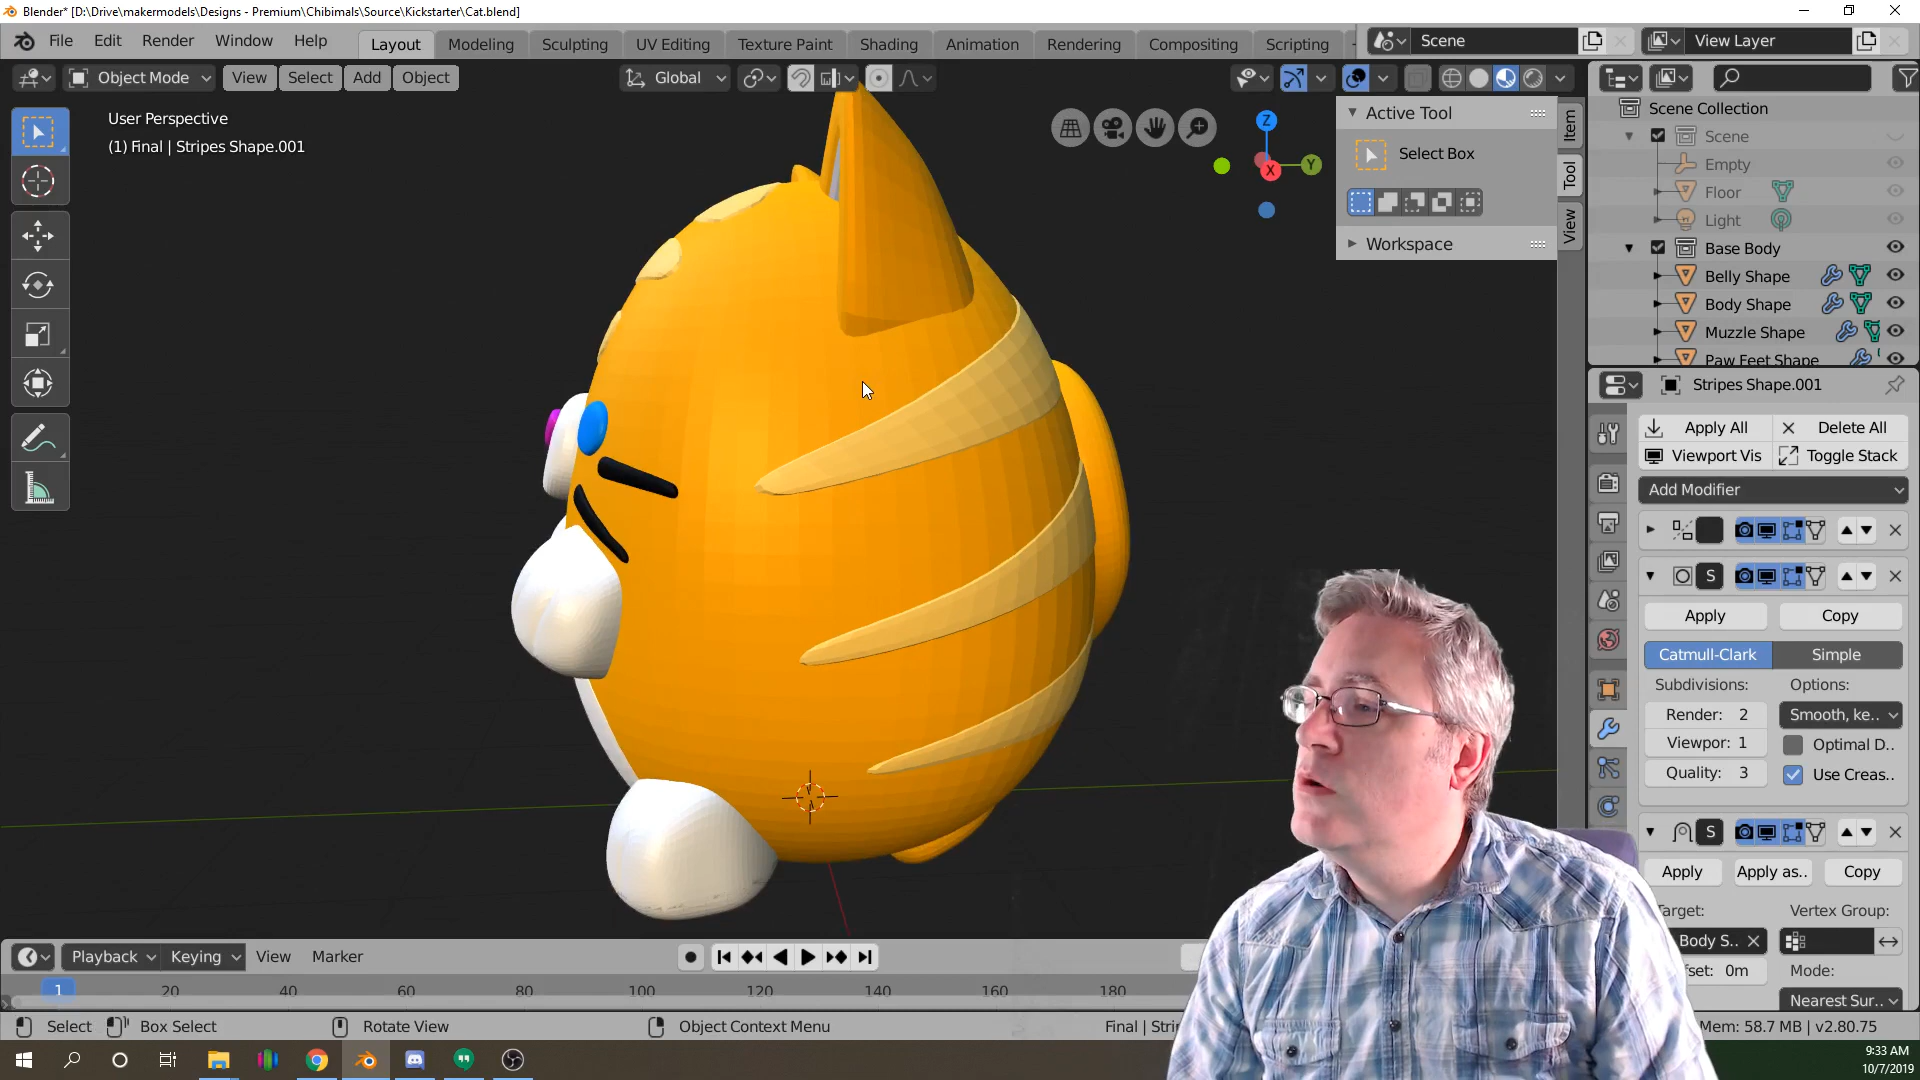 Blender* [D:\Drive\makermodels\Designs - Premium\Chibimals\Source\Kickstarter\Cat.blend]
File Edit Render Window Help Layout Modeling Sculpting UV Editing Texture Paint Shading Animation Rendering Compositing Scripting Scene View Layer
Object Mode View Select Add Object Global
User Perspective
(1) Final | Stripes Shape.001
Z
Y
X
Active Tool
Select Box
Workspace
Item
Tool
View
Scene Collection
Scene
Empty
Floor
Light
Base Body
Belly Shape
Body Shape
Muzzle Shape
Paw Feet Shape
Stripes Shape.001
Apply All Delete All
Viewport Vis Toggle Stack
Add Modifier
S
Apply Copy
Catmull-Clark Simple
Subdivisions: Options:
Render: 2 Smooth, ke..
Viewpor: 1 Optimal D..
Quality: 3 Use Creas..
S
Apply Apply as.. Copy
Target: Vertex Group:
Body S..
fset: 0m Mode:
Nearest Sur..
Playback Keying View Marker
1 20 40 60 80 100 120 140 160 180
Select Box Select Rotate View Object Context Menu Final | Stri
Mem: 58.7 MB | v2.80.75
9:33 AM
10/7/2019